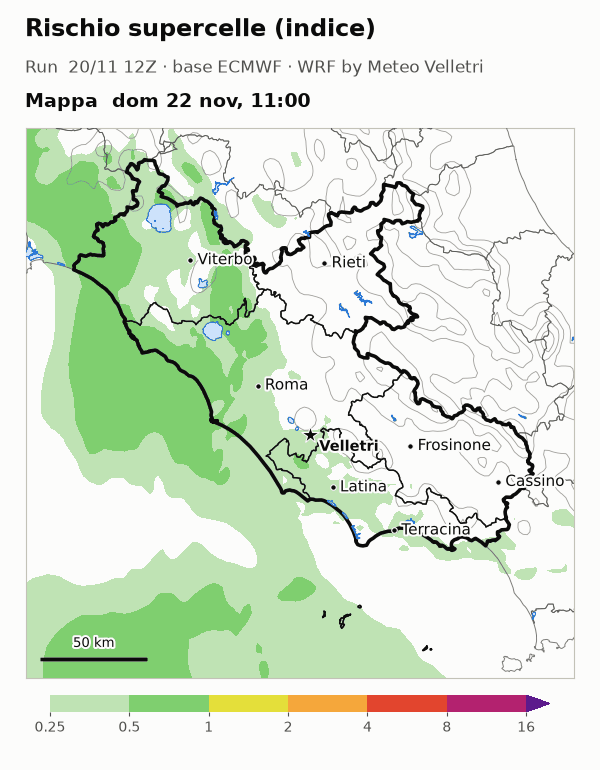 Rischio supercelle (indice)
Run  20/11 12Z · base ECMWF · WRF by Meteo Velletri
Mappa  dom 22 nov, 11:00
Viterbo
Rieti
Roma
Velletri
Frosinone
Cassino
Latina
Terracina
50 km
0.25 0.5 1 2 4 8 16